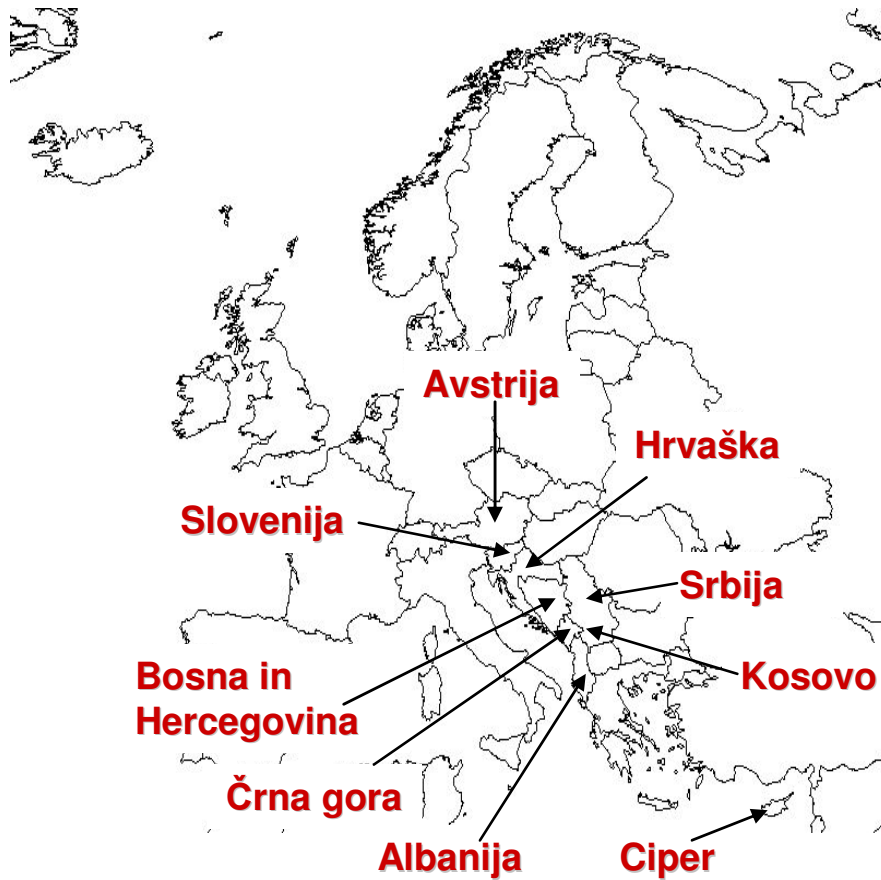 Avstrija
Hrvaška
Slovenija
Srbija
Bosna in
Hercegovina
Kosovo
Črna gora
Albanija
Ciper